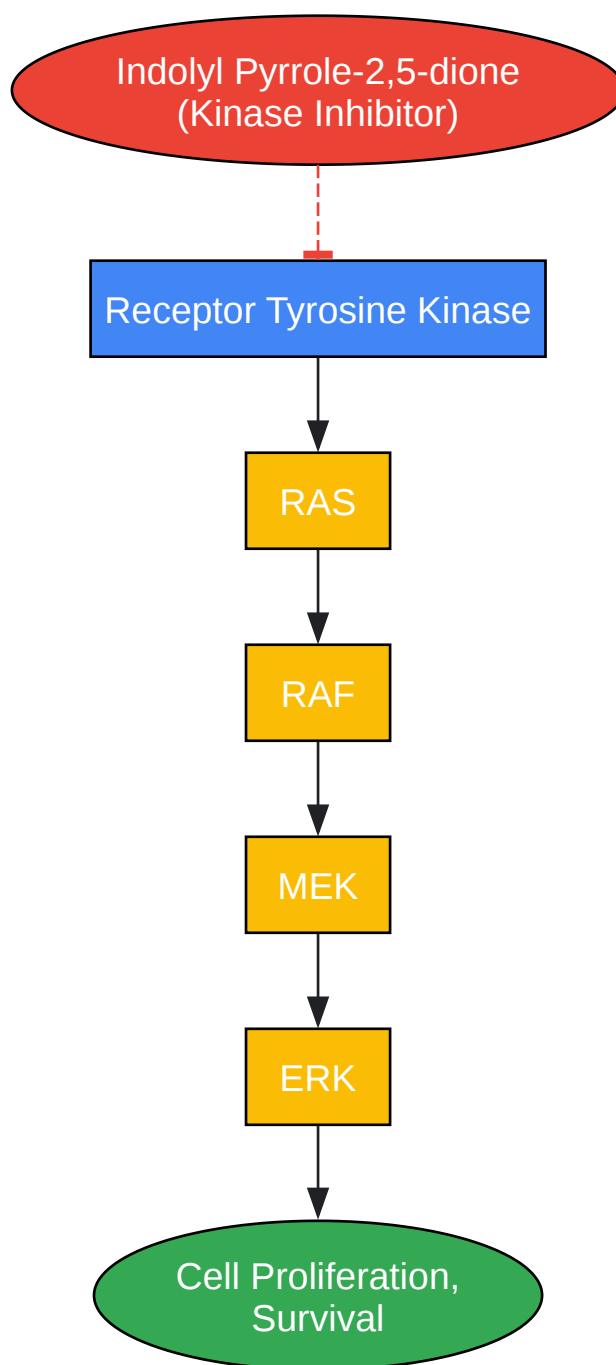 Indolyl Pyrrole-2,5-dione
(Kinase Inhibitor)
Receptor Tyrosine Kinase
RAS
RAF
MEK
ERK
Cell Proliferation,
Survival